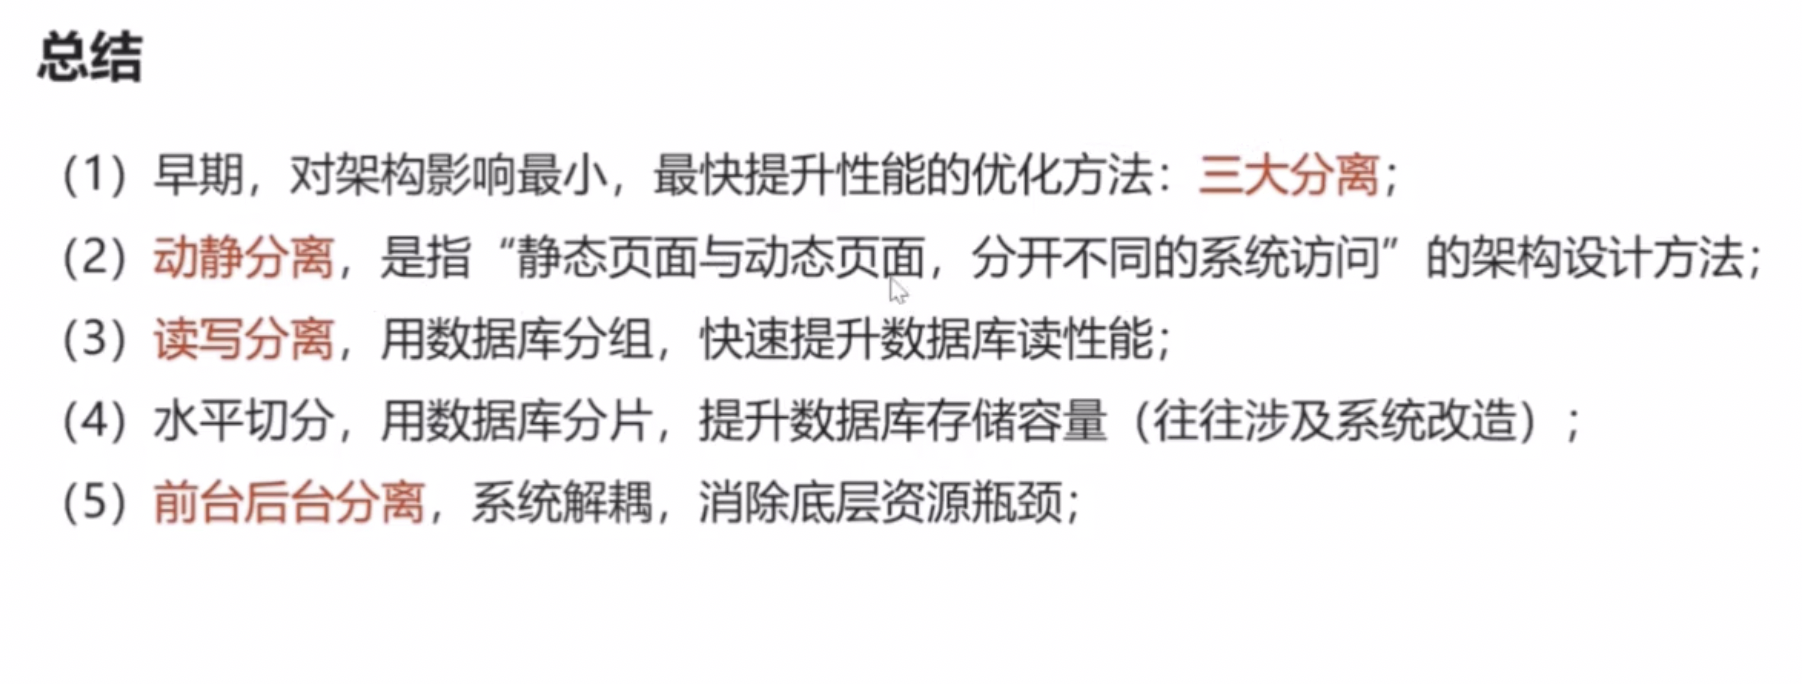 总结
（1）早期，对架构影响最小，最快提升性能的优化方法：三大分离；
（2）动静分离，是指“静态页面与动态页面，分开不同的系统访问”的架构设计方法；
（3）读写分离，用数据库分组，快速提升数据库读性能；
（4）水平切分，用数据库分片，提升数据库存储容量（往往涉及系统改造）；
（5）前台后台分离，系统解耦，消除底层资源瓶颈；